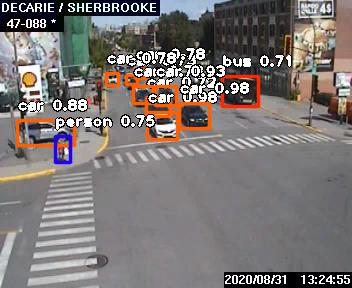 DECARIE / SHERBROOKE
47-088 *
car 0.78
car 0.93
bus 0.71
car 0.98
car 0.98
car 0.88
person 0.75
2020/08/31 13:24:55